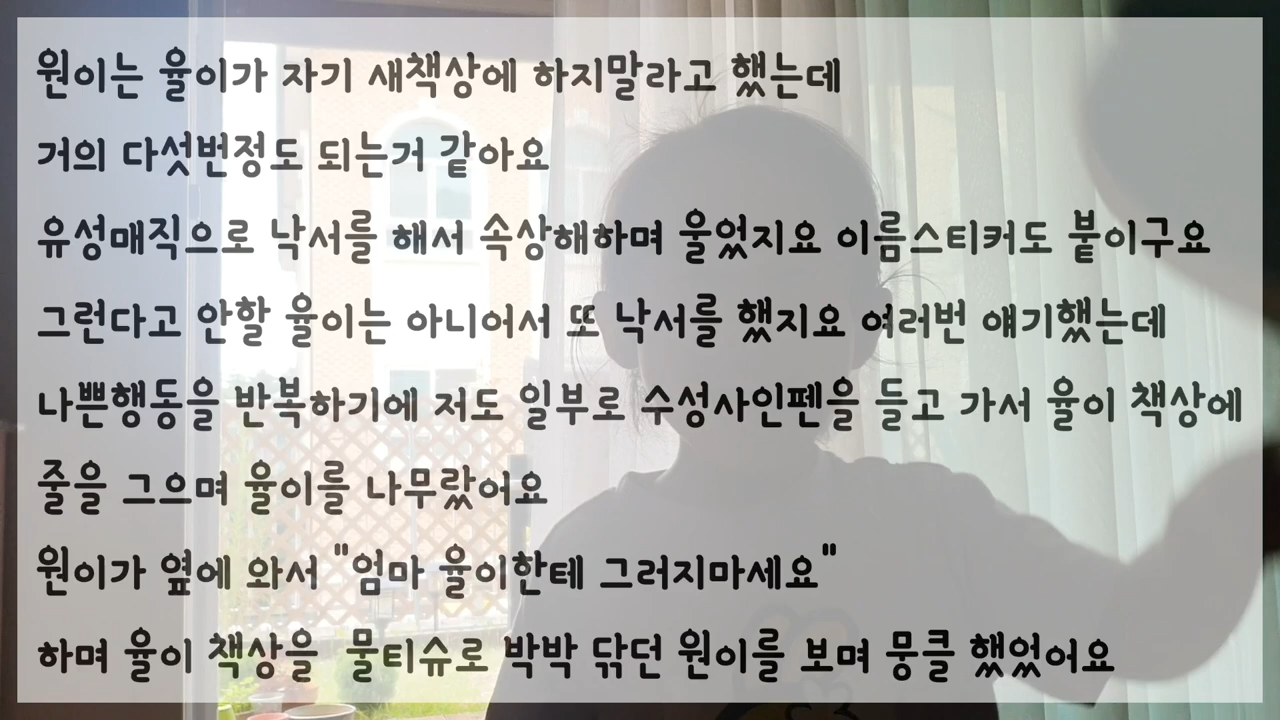 원이는 율이가 자기 새책상에 하지말라고 했는데
거의 다섯번정도 되는거 같아요
유성매직으로 낙서를 해서 속상해하며 울었지요 이름스티커도 붙이구요
그런다고 안할 율이는 아니어서 또 낙서를 했지요 여러번 얘기했는데
나쁜행동을 반복하기에 저도 일부로 수성사인펜을 들고 가서 율이 책상에
줄을 그으며 율이를 나무랐어요
원이가 옆에 와서 "엄마 율이한테 그러지마세요"
하며 율이 책상을 물티슈로 박박 닦던 원이를 보며 뭉클 했었어요